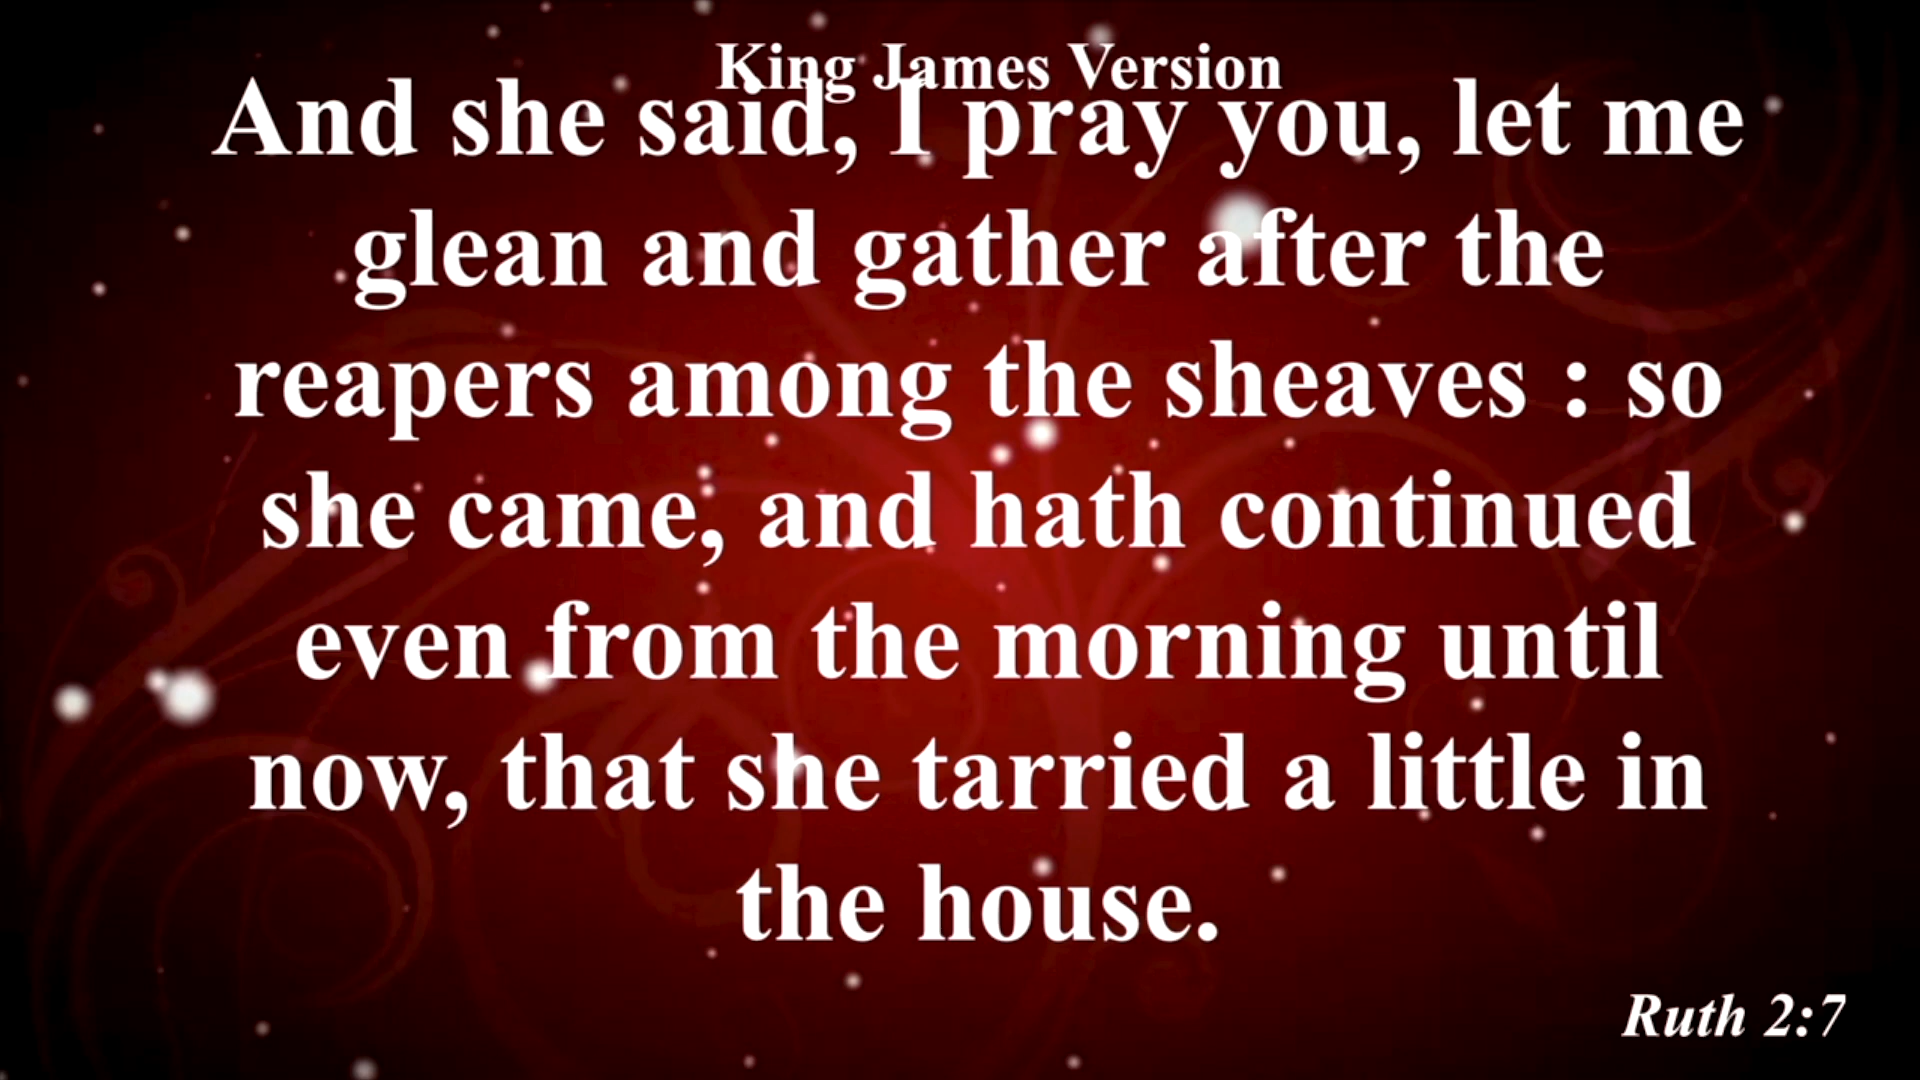 King James Version
And she said, I pray you, let me
glean and gather after the
reapers among the sheaves : so
she came, and hath continued
even from the morning until
now, that she tarried a little in
the house.
Ruth 2:7